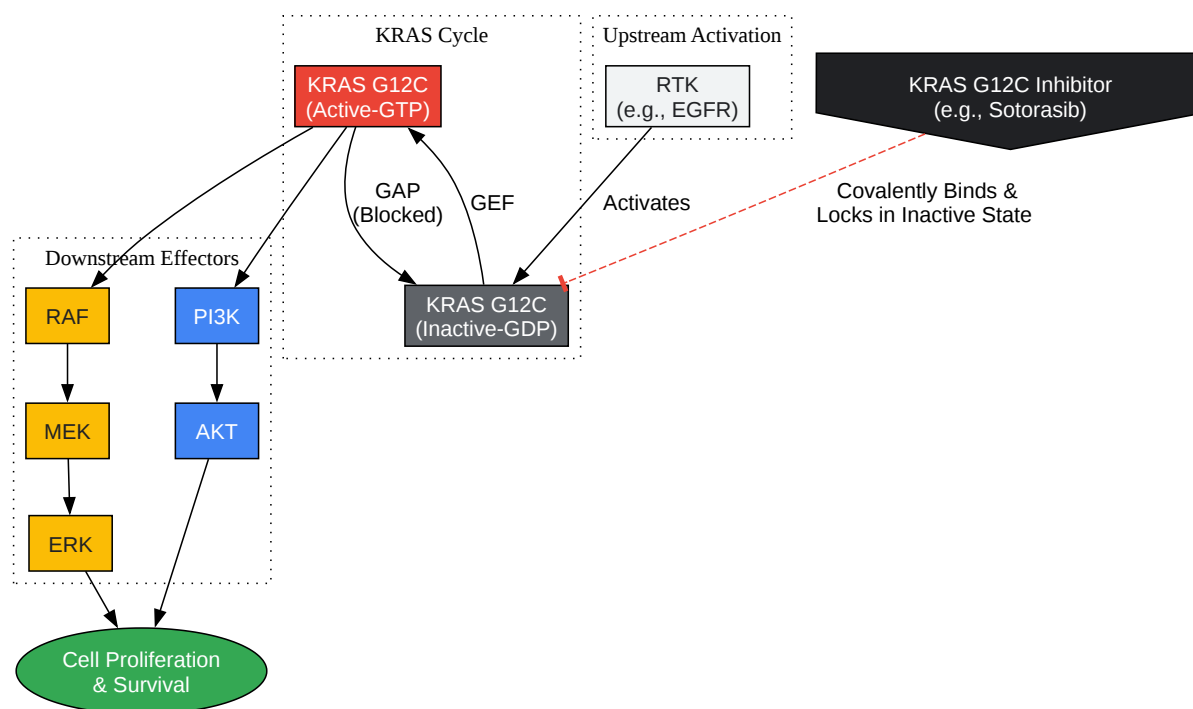 KRAS Cycle
Upstream Activation
KRAS G12C
(Active-GTP)
RTK
(e.g., EGFR)
KRAS G12C Inhibitor
(e.g., Sotorasib)
GAP
(Blocked)
GEF
Activates
Covalently Binds &
Locks in Inactive State
Downstream Effectors
KRAS G12C
(Inactive-GDP)
RAF
PI3K
MEK
AKT
ERK
Cell Proliferation
& Survival